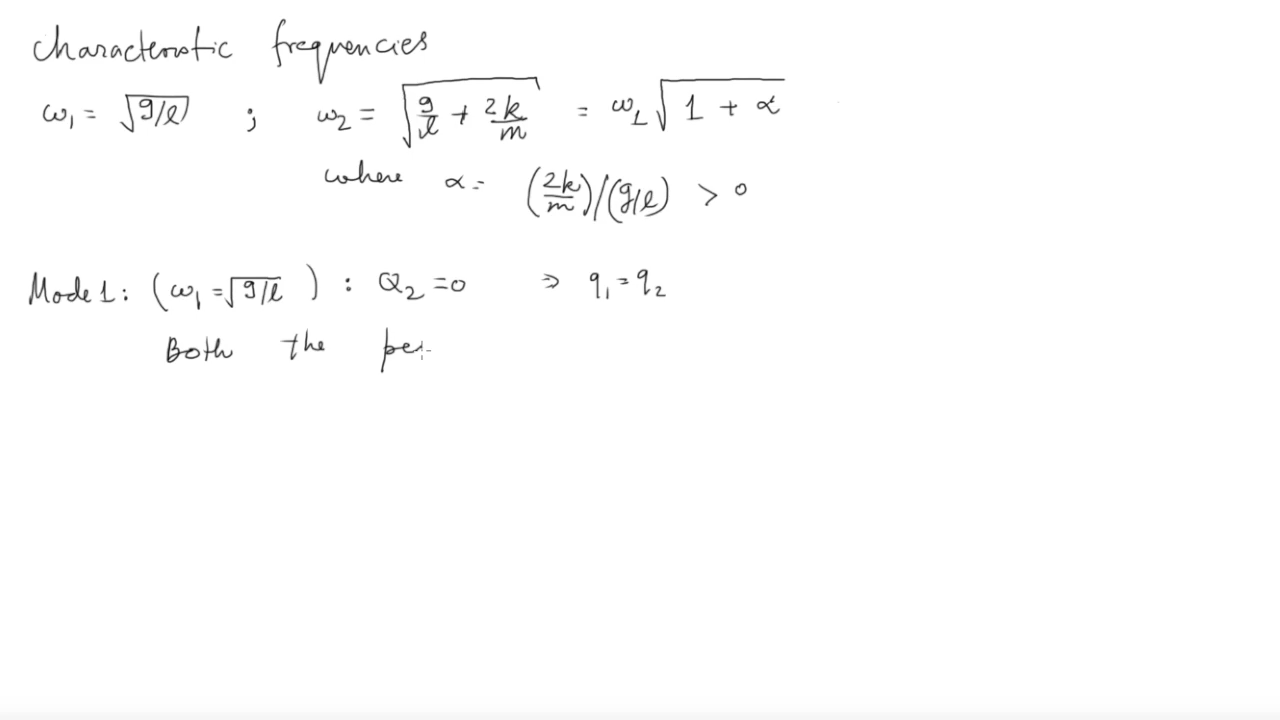 characteristic frequencies
ω₁ = √g/l ; ω₂ = √(g/l + 2k/m) = ω₁ √(1 + α)
where α = (2k/m)/(g/l) > 0
Mode 1: (ω₁ = √g/l) : Q₂ = 0 ⇒ q₁ = q₂
Both the pe